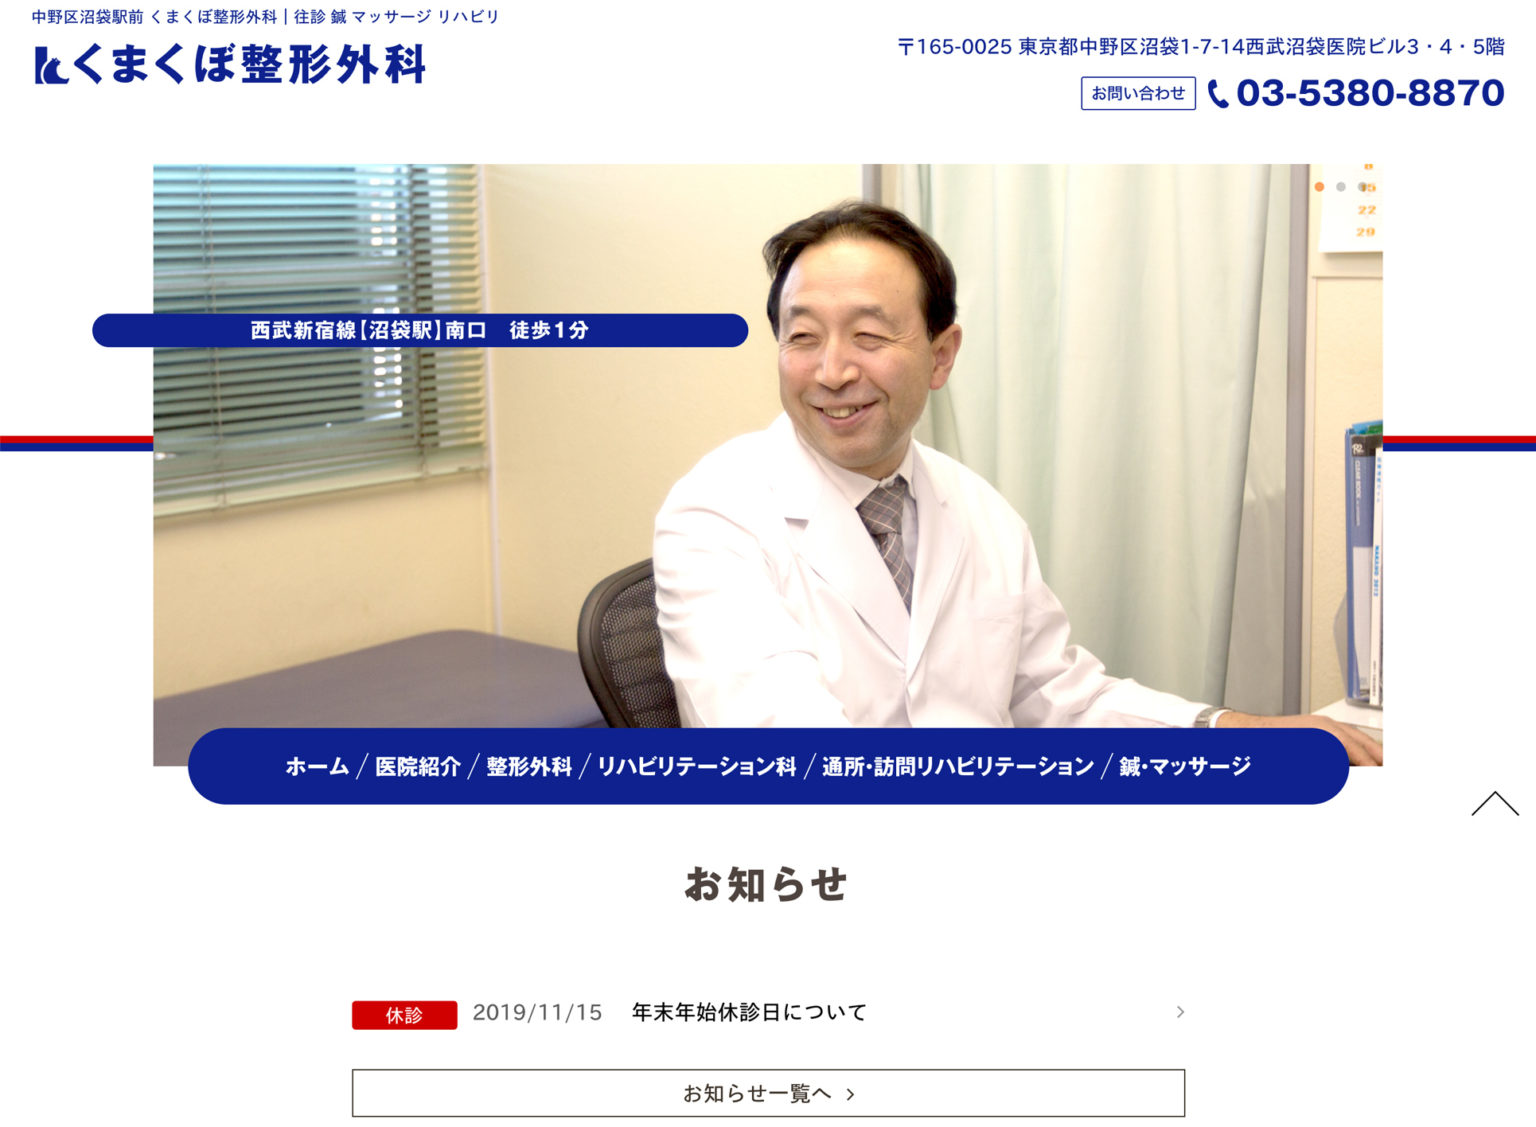 中野区沼袋駅前 くまくぼ整形外科｜往診 鍼 マッサージ リハビリ
くまくぼ整形外科
〒165-0025 東京都中野区沼袋1-7-14西武沼袋医院ビル3・4・5階
お問い合わせ 03-5380-8870
8
15
22
29
西武新宿線【沼袋駅】南口　徒歩1分
ホーム / 医院紹介 / 整形外科 / リハビリテーション科 / 通所・訪問リハビリテーション / 鍼・マッサージ
お知らせ
休診 2019/11/15 年末年始休診日について
お知らせ一覧へ